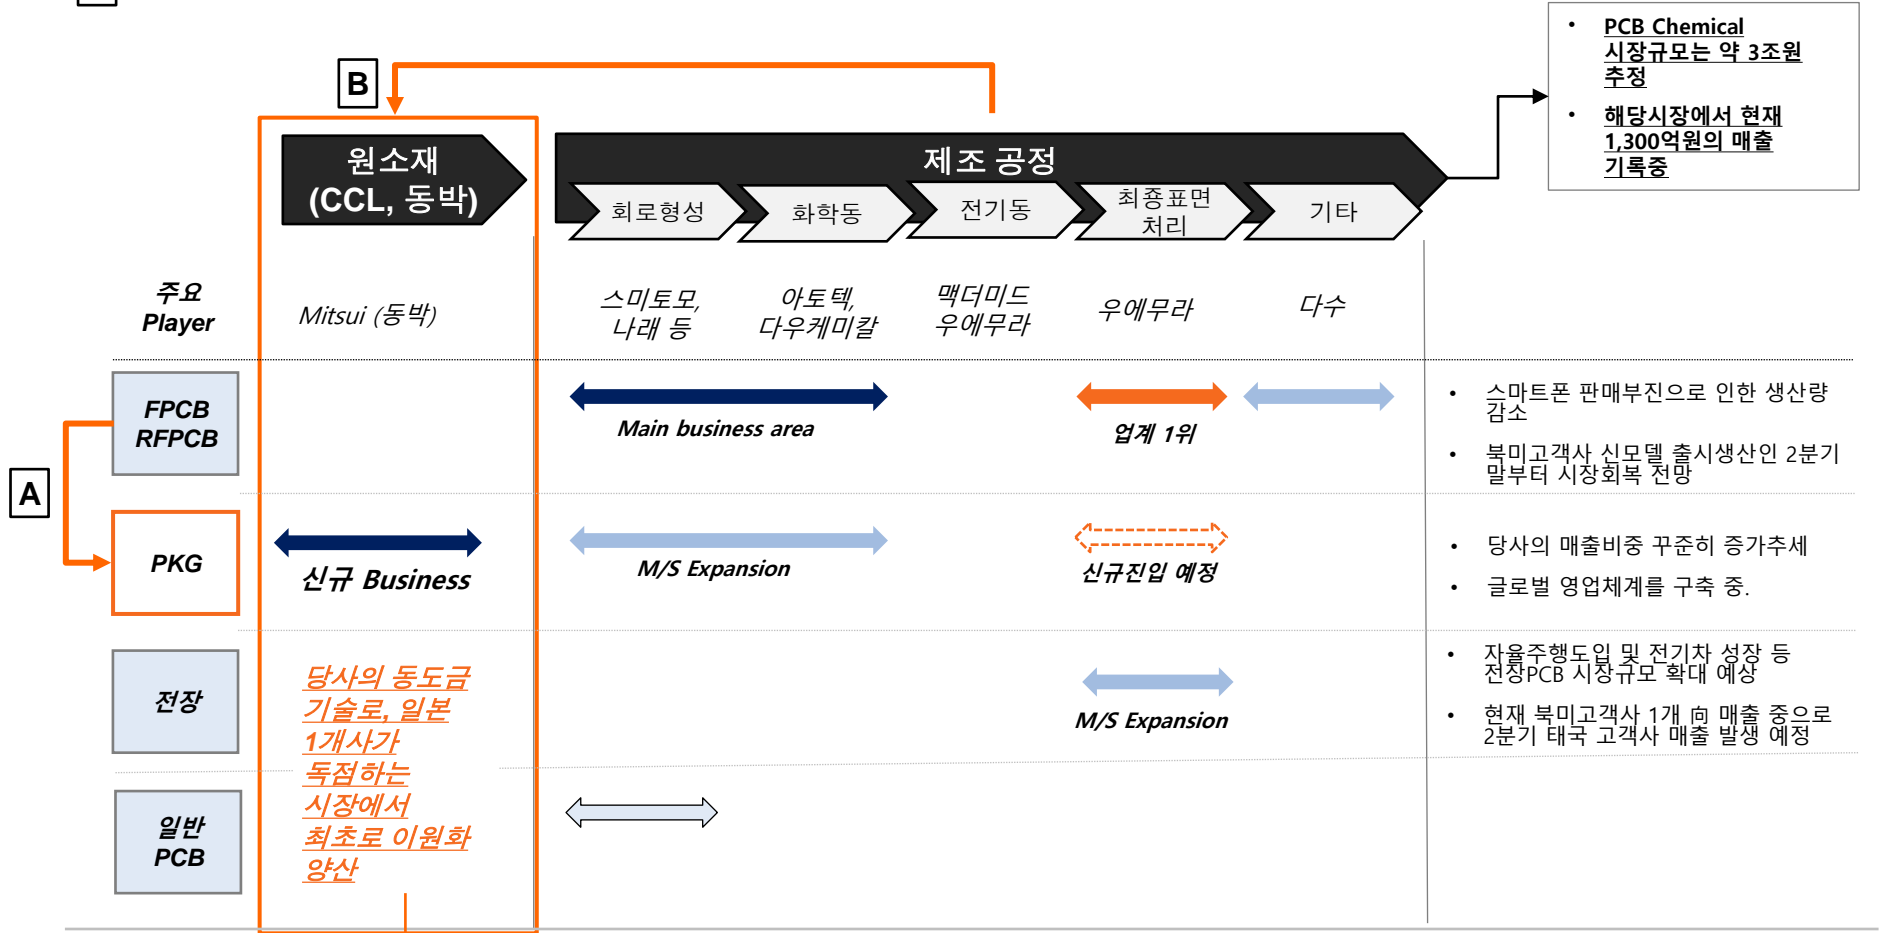 • PCB Chemical
시장규모는 약 3조원
추정
• 해당시장에서 현재
1,300억원의 매출
기록중
B
원소재
(CCL, 동박)
제조 공정
회로형성
화학동
전기동
최죵표면
처리
기타
주요
Player
Mitsui (동박)
스미토모,
나래 등
아토텍,
다우케미칼
맥더미드
우에무라
우에무라
다수
A
FPCB
RFPCB
Main business area
업계 1위
• 스마트폰 판매부진으로 인한 생산량
감소
• 북미고객사 신모델 출시생산인 2분기
말부터 시장회복 전망
PKG
신규 Business
M/S Expansion
신규진입 예정
• 당사의 매출비중 꾸준히 증가추세
• 글로벌 영업체계를 구축 중.
전장
M/S Expansion
• 자율주행도입 및 전기차 성장 등
전장PCB 시장규모 확대 예상
• 현재 북미고객사 1개 向 매출 중으로
2분기 태국 고객사 매출 발생 예정
당사의 동도금
기술로, 일본
1개사가
독점하는
시장에서
최초로 이원화
양산
일반
PCB